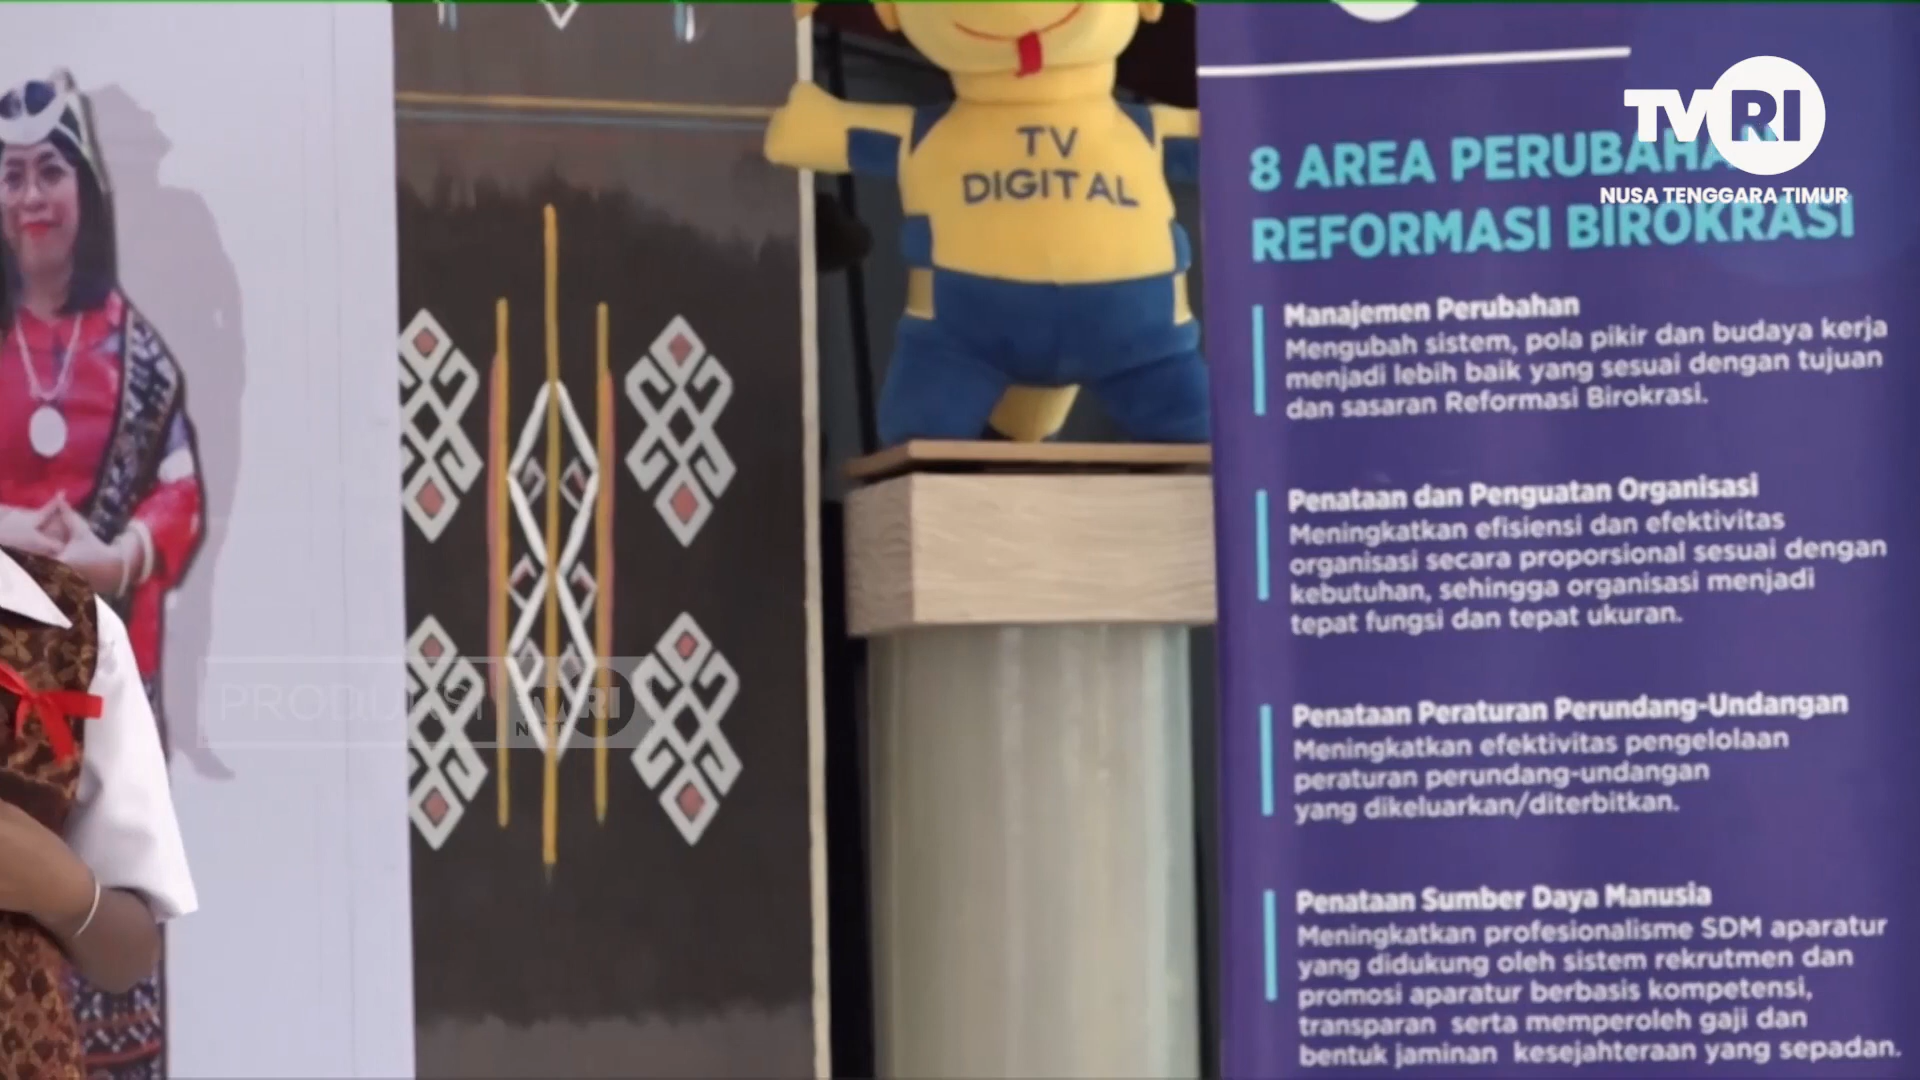 TVRI
NUSA TENGGARA TIMUR
TV
DIGITAL
8 AREA PERUBAHAN
REFORMASI BIROKRASI
Manajemen Perubahan
Mengubah sistem, pola pikir dan budaya kerja
menjadi lebih baik yang sesuai dengan tujuan
dan sasaran Reformasi Birokrasi.
Penataan dan Penguatan Organisasi
Meningkatkan efisiensi dan efektivitas
organisasi secara proporsional sesuai dengan
kebutuhan, sehingga organisasi menjadi
tepat fungsi dan tepat ukuran.
Penataan Peraturan Perundang-Undangan
Meningkatkan efektivitas pengelolaan
peraturan perundang-undangan
yang dikeluarkan/diterbitkan.
Penataan Sumber Daya Manusia
Meningkatkan profesionalisme SDM aparatur
yang didukung oleh sistem rekrutmen dan
promosi aparatur berbasis kompetensi,
transparan serta memperoleh gaji dan
bentuk jaminan kesejahteraan yang sepadan.
PRODUKSI TVRI